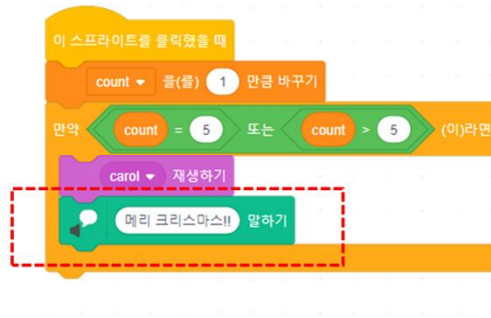 이 스프라이트를 클릭했을 때
count 을(를) 1 만큼 바꾸기
만약 count = 5 또는 count > 5 (이)라면
carol 재생하기
메리 크리스마스!! 말하기